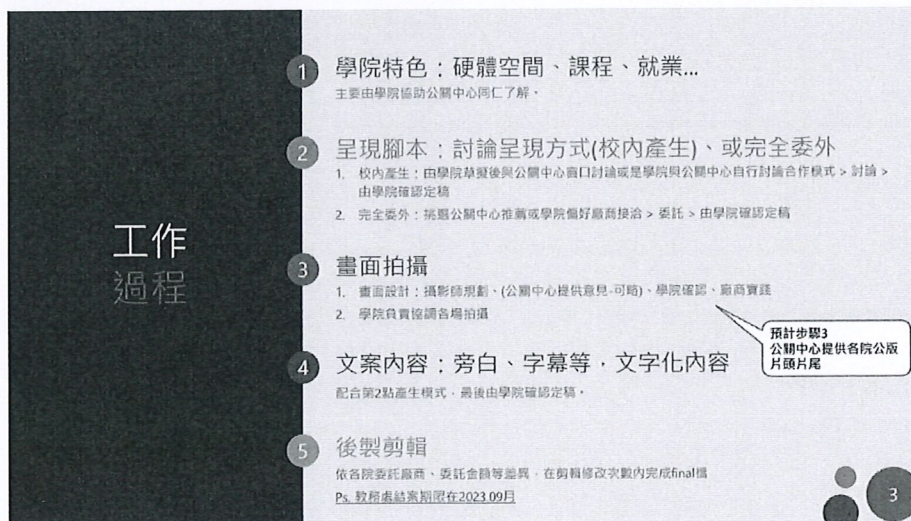 工作
過程
1 學院特色：硬體空間、課程、就業...
主要由學院協助公關中心同仁了解。
2 呈現腳本：討論呈現方式(校內產生)、或完全委外
1. 校內產生：由學院草擬後與公關中心窗口討論或是學院與公關中心自行討論合作模式 > 討論 >
由學院確認定稿
2. 完全委外：挑選公關中心推薦或學院偏好廠商接洽 > 委託 > 由學院確認定稿
3 畫面拍攝
1. 畫面設計：攝影師規劃、(公關中心提供意見-可略)、學院確認、廠商實踐
2. 學院負責協調各場拍攝
預計步驟3
公關中心提供各院公版
片頭片尾
4 文案內容：旁白、字幕等，文字化內容
配合第2點產生模式，最後由學院確認定稿。
5 後製剪輯
依各院委託廠商、委託金額等差異，在剪輯修改次數內完成final檔
Ps. 教務處結案期限在2023.09月
3